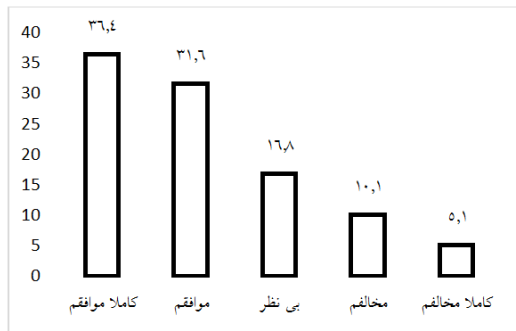 40
35
30
25
20
15
10
5
0
٣٦,٤
٣١,٦
١٦,٨
١٠,١
٥,١
کاملا موافقم
موافقم
بی نظر
مخالفم
کاملا مخالفم